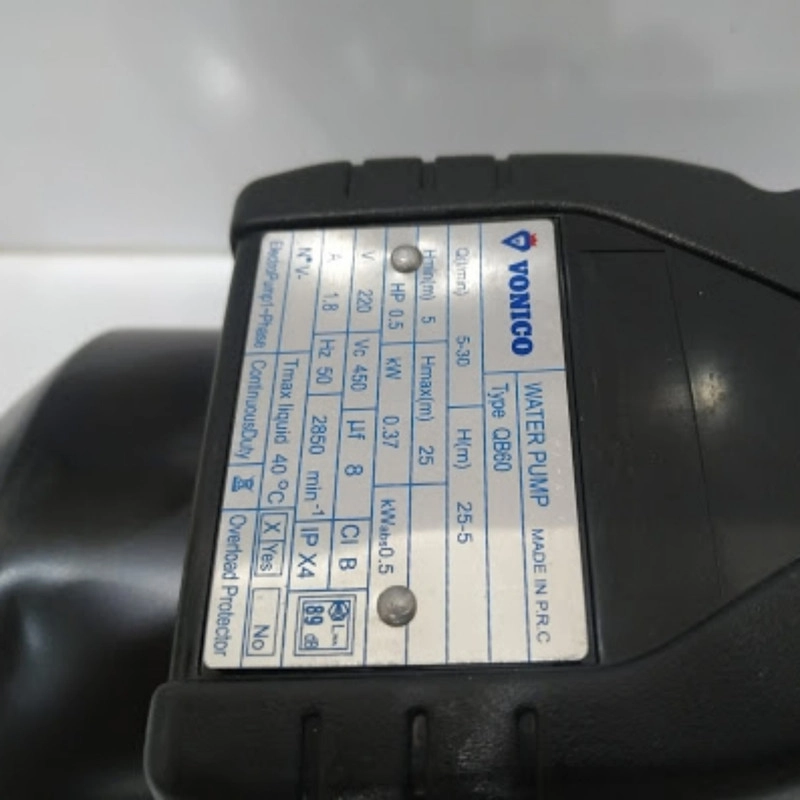 VONICO
WATER PUMP MADE IN P.R.C
Type QB60
Q(l/min) 5-30 H(m) 25-5
Hmin(m) 5 Hmax(m) 25
HP 0.5 kW 0.37 kWabs0.5
V 220 Vc 450 µf 8 Cl B
A 1,8 Hz 50 2850 min-1 IP X4
89 dB
N° V- Tmax liquid 40°C X Yes No
ElectroPump1~Phase ContinuousDuty Overload Protector